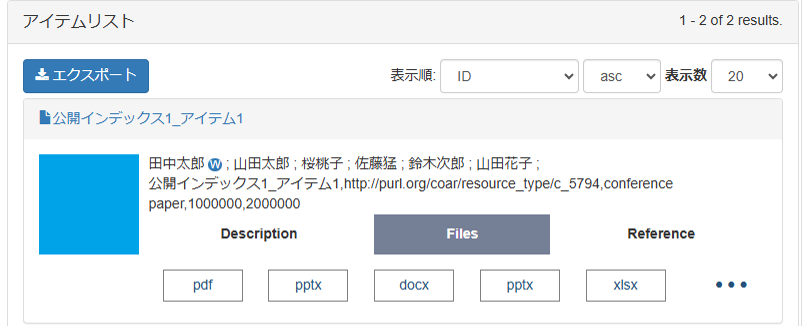 アイテムリスト
1 - 2 of 2 results.
エクスポート
表示順: ID asc 表示数 20
公開インデックス1_アイテム1
田中太郎 W ; 山田太郎 ; 桜桃子 ; 佐藤猛 ; 鈴木次郎 ; 山田花子 ;
公開インデックス1_アイテム1,http://purl.org/coar/resource_type/c_5794,conference
paper,1000000,2000000
Description Files Reference
pdf pptx docx pptx xlsx •••